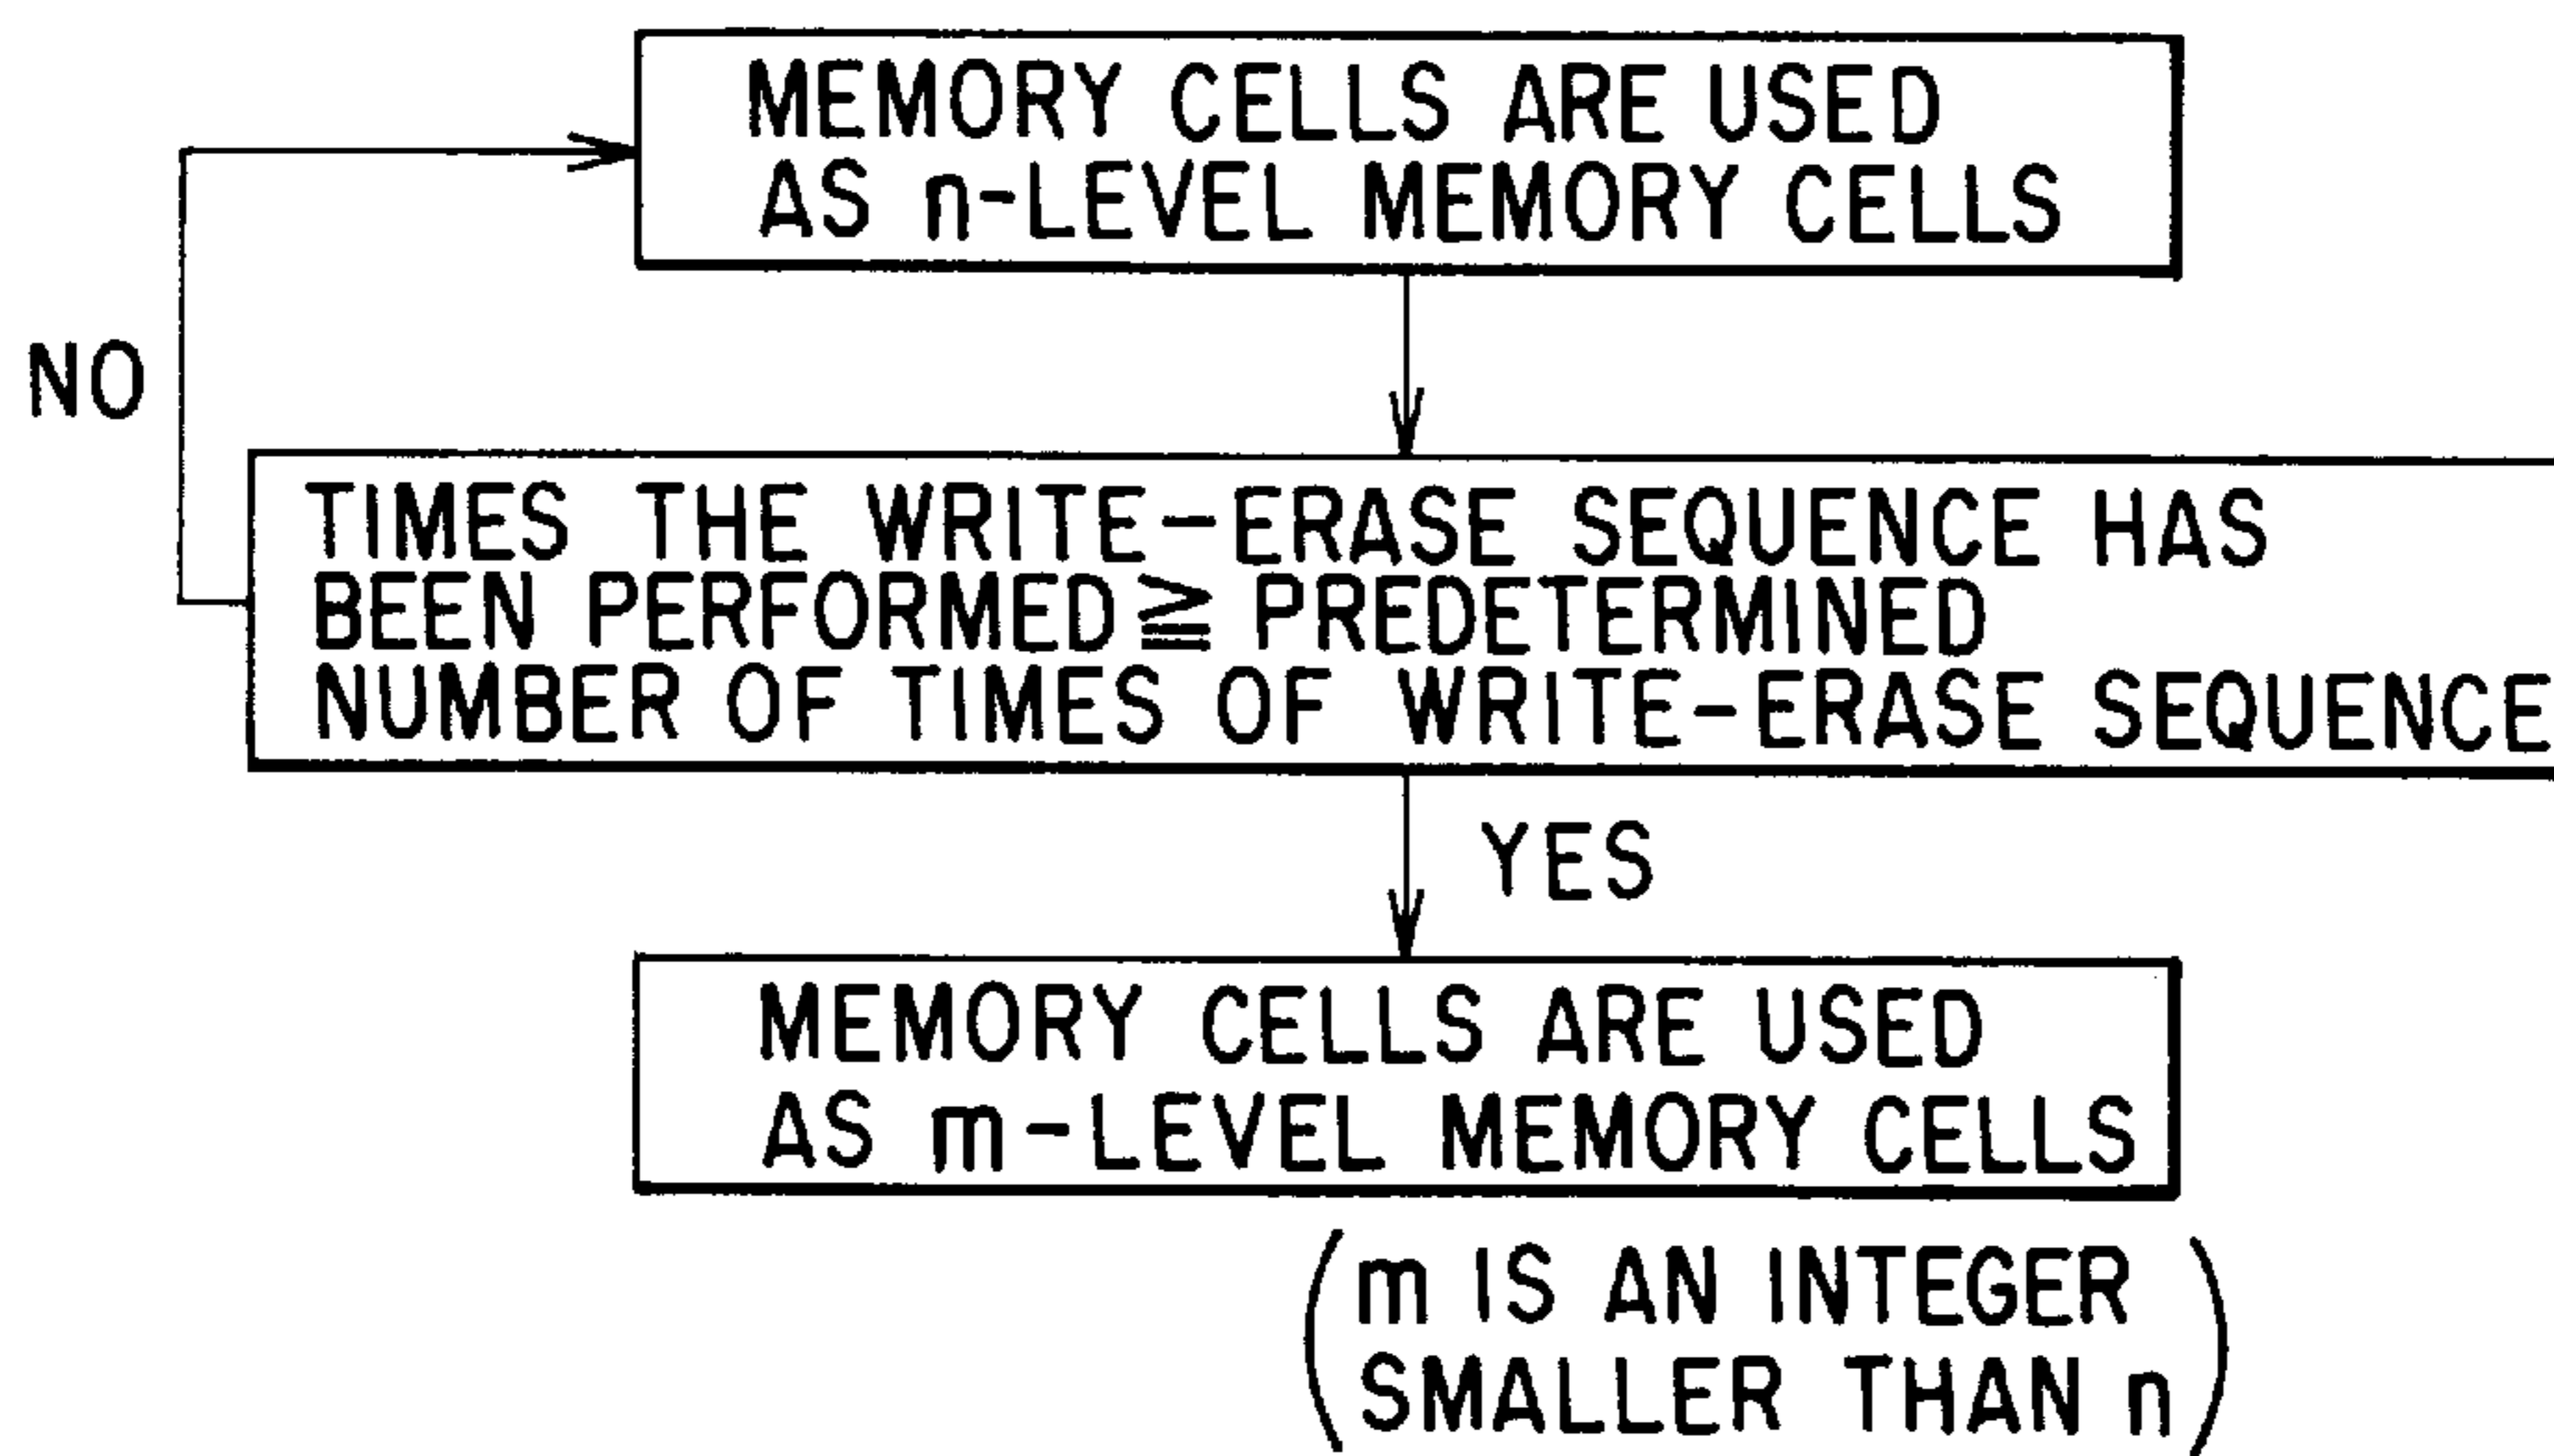 MEMORY CELLS ARE USED
AS n-LEVEL MEMORY CELLS
NO
TIMES THE WRITE-ERASE SEQUENCE HAS
BEEN PERFORMED ≧ PREDETERMINED
NUMBER OF TIMES OF WRITE-ERASE SEQUENCE
YES
MEMORY CELLS ARE USED
AS m-LEVEL MEMORY CELLS
(m IS AN INTEGER
SMALLER THAN n)